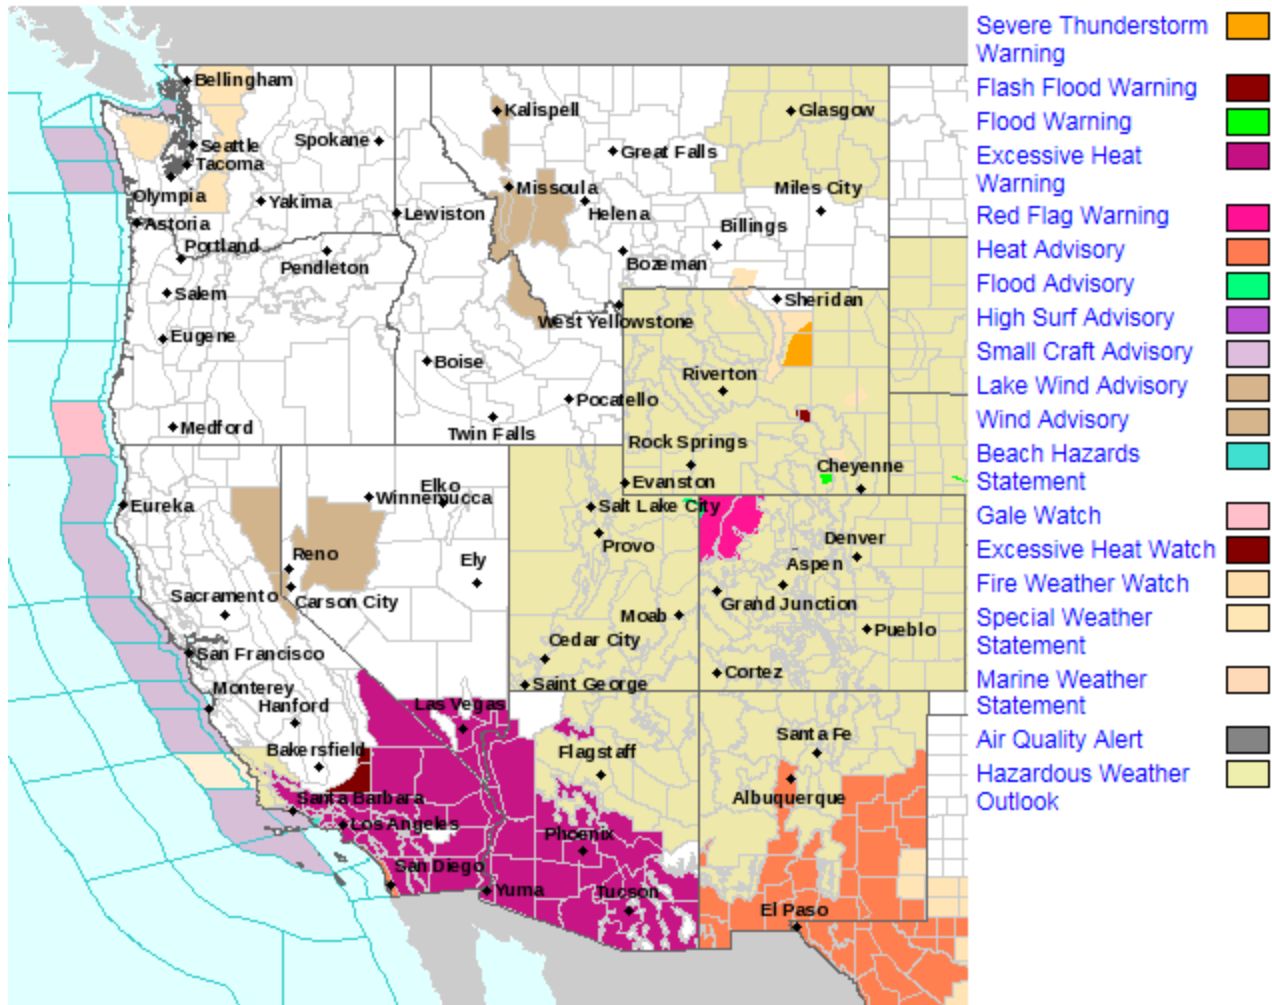 Bellingham
Seattle
Spokane
Tacoma
Olympia
Yakima
Astoria
Lewiston
Portland
Pendleton
Salem
Eugene
Medford
Kalispell
Great Falls
Missoula
Helena
Glasgow
Miles City
Billings
Bozeman
Sheridan
West Yellowstone
Boise
Pocatello
Twin Falls
Riverton
Rock Springs
Evanston
Cheyenne
Eureka
Elko
Winnemucca
Reno
Carson City
Ely
Sacramento
San Francisco
Monterey
Hanford
Bakersfield
Santa Barbara
Los Angeles
San Diego
Las Vegas
Salt Lake City
Provo
Moab
Cedar City
Saint George
Denver
Aspen
Grand Junction
Pueblo
Cortez
Flagstaff
Phoenix
Yuma
Tucson
Santa Fe
Albuquerque
El Paso
Severe Thunderstorm
Warning
Flash Flood Warning
Flood Warning
Excessive Heat
Warning
Red Flag Warning
Heat Advisory
Flood Advisory
High Surf Advisory
Small Craft Advisory
Lake Wind Advisory
Wind Advisory
Beach Hazards
Statement
Gale Watch
Excessive Heat Watch
Fire Weather Watch
Special Weather
Statement
Marine Weather
Statement
Air Quality Alert
Hazardous Weather
Outlook